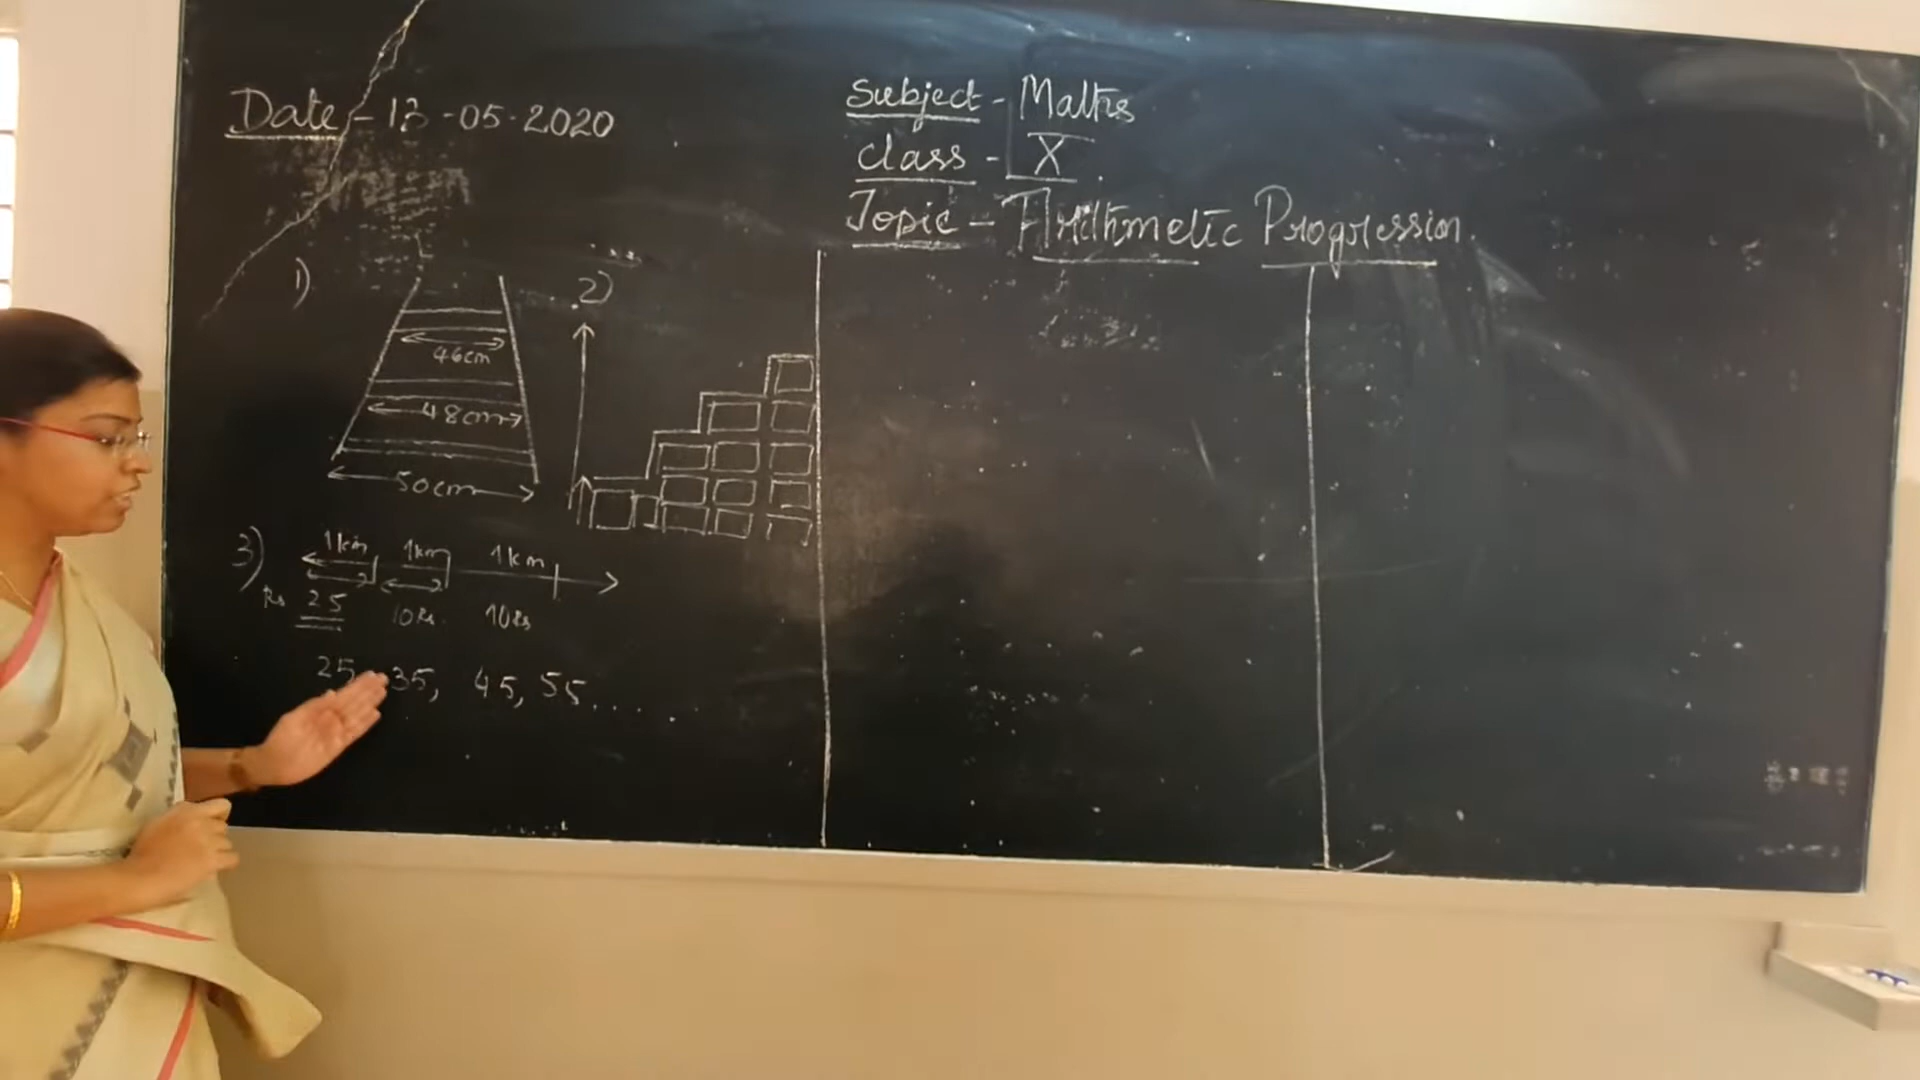 Date - 13-05-2020
Subject - Maths
Class - X
Topic - Arithmetic Progression.
1)
46cm
48cm
50cm
2)
3)
1km 1km 1km
Rs 25 10Rs. 10Rs
25, 35, 45, 55.....